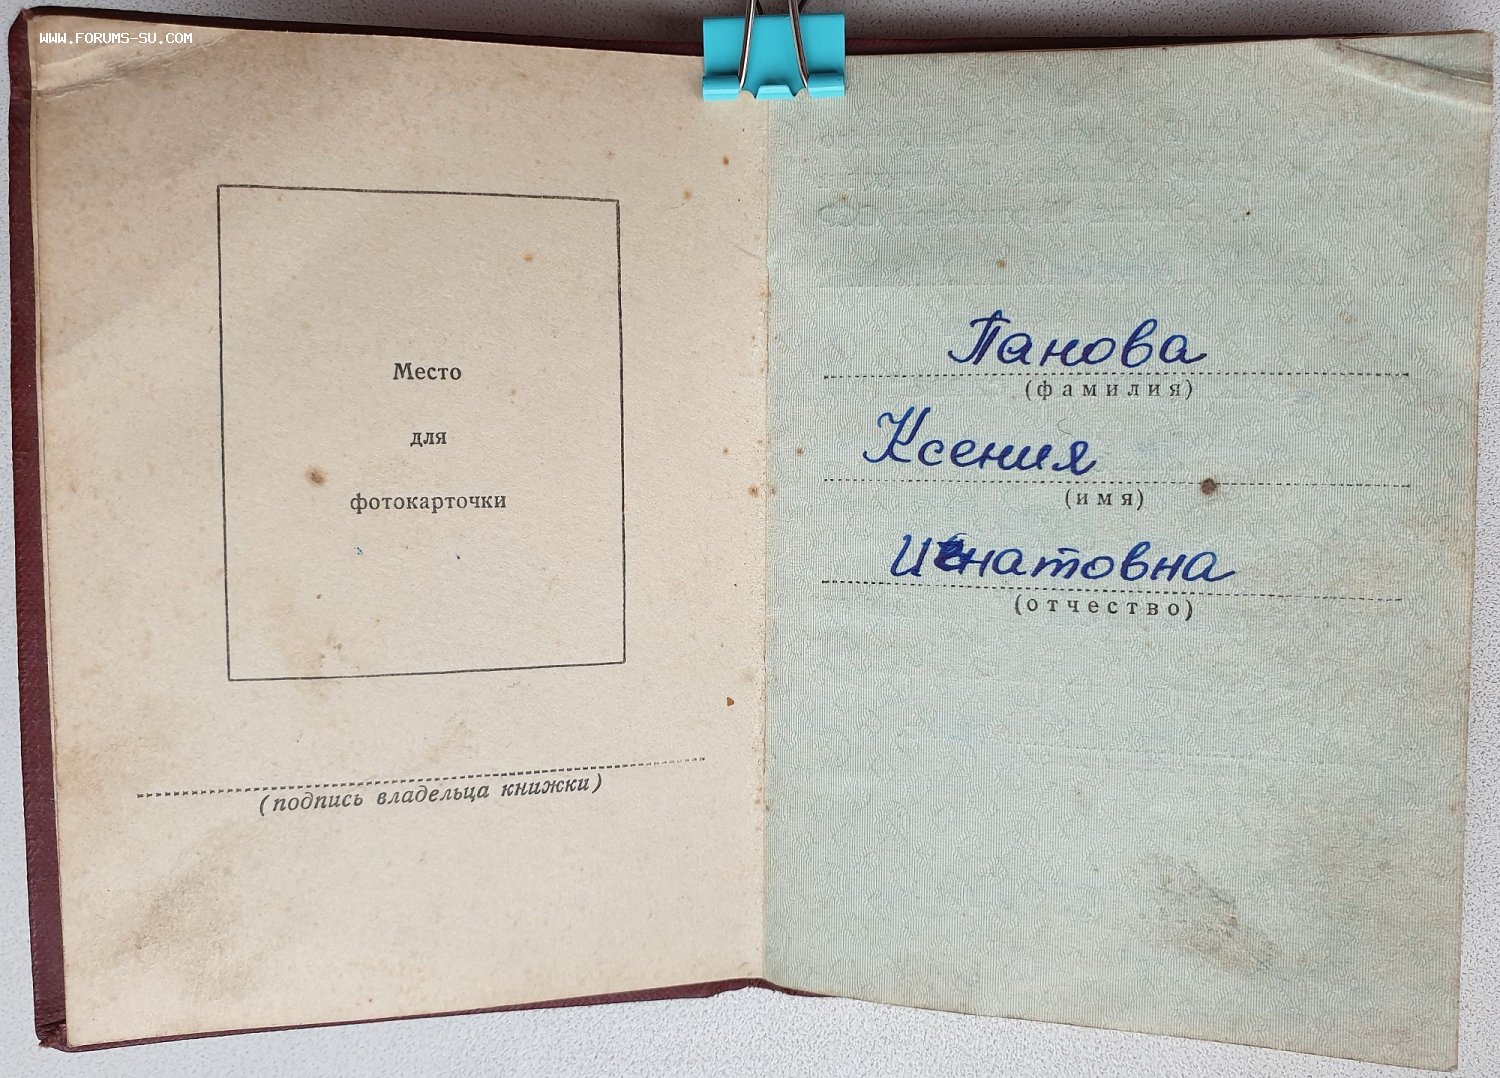 WWW.FORUMS-SU.COM
Место
для
фотокарточки
(подпись владельца книжки)
Панова
(фамилия)
Ксения
(имя)
Игнатовна
(отчество)